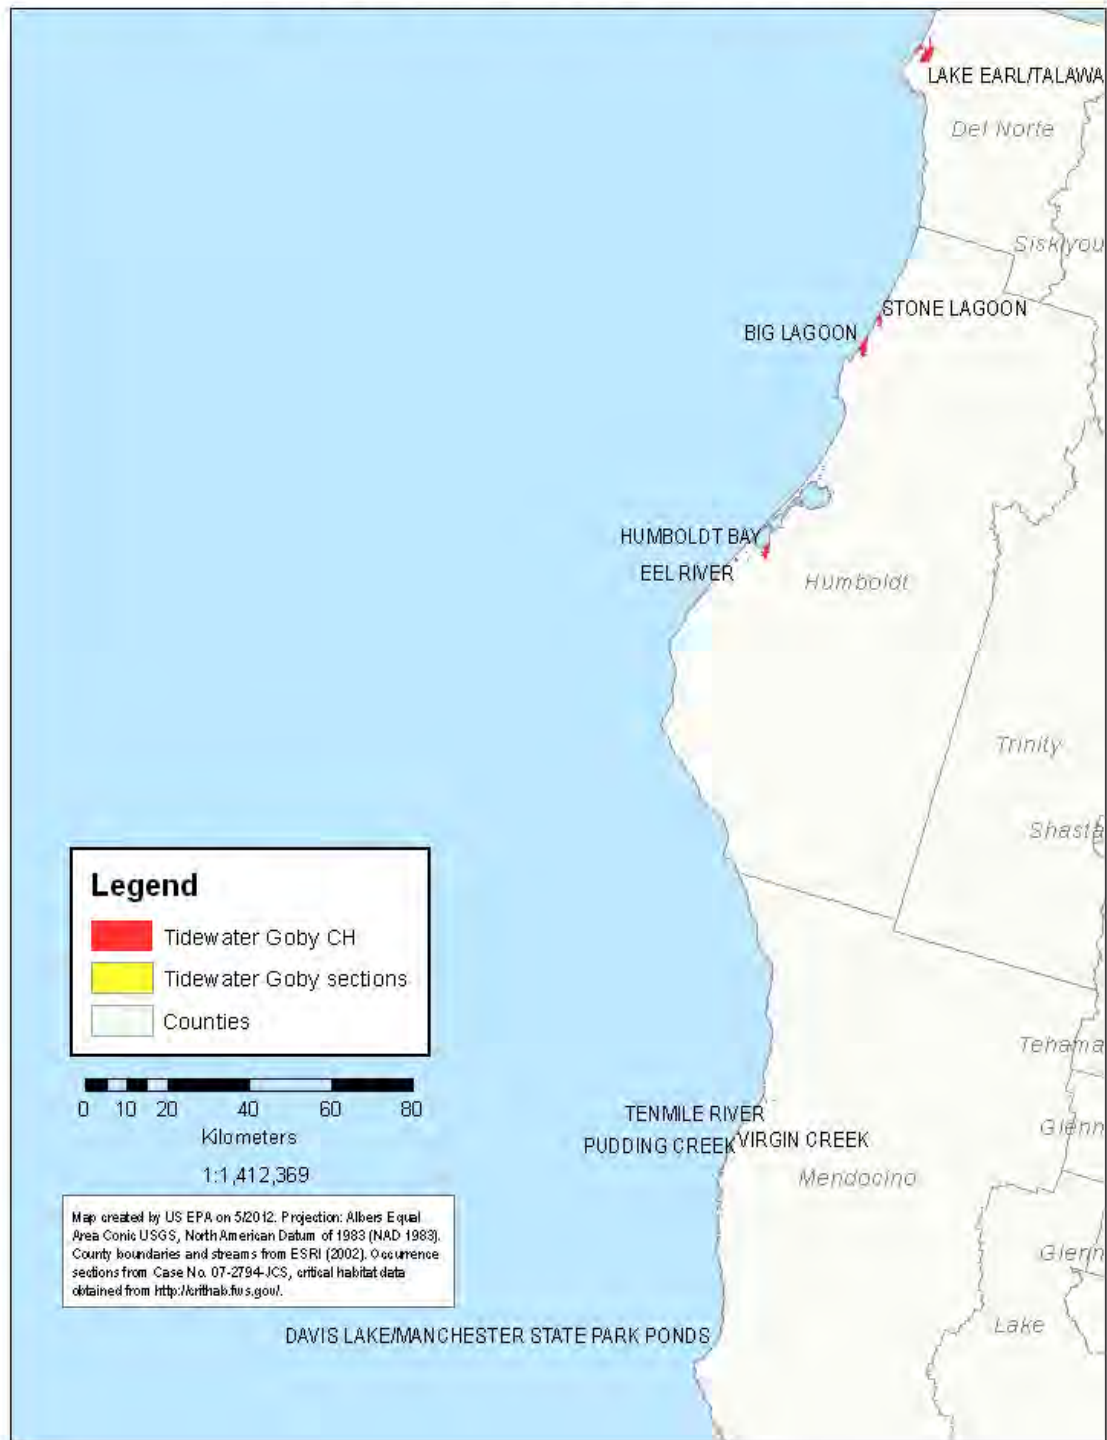 LAKE EARL/TALAWA
Del Norte
Siskiyou
STONE LAGOON
BIG LAGOON
HUMBOLDT BAY
EEL RIVER
Humboldt
Trinity
Shasta
Legend
Tidewater Goby CH
Tidewater Goby sections
Counties
0 10 20 40 60 80
Kilometers
1:1,412,369
Tehama
TENMILE RIVER
Glenn
PUDDING CREEK
VIRGIN CREEK
Mendocino
Map created by US EPA on 5/2012. Projection: Albers Equal
Area Conic USGS, North American Datum of 1983 (NAD 1983).
County boundaries and streams from ESRI (2002). Occurrence
sections from Case No. 07-2794-JCS, critical habitat data
obtained from http://crithab.fws.gov/.
Glenn
Lake
DAVIS LAKE/MANCHESTER STATE PARK PONDS